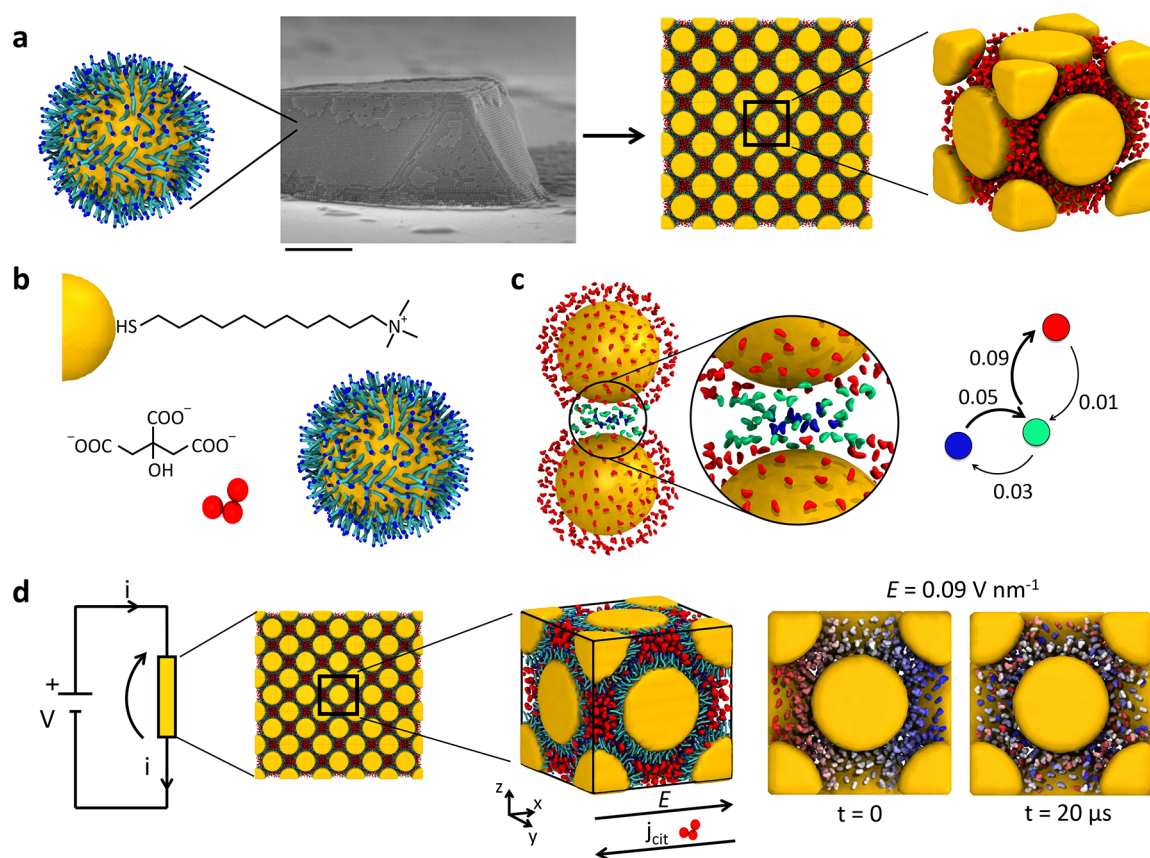 a
b
HS
N⁺
COO⁻
⁻OOC
COO⁻
OH
c
0.09
0.05
0.01
0.03
d
i
+
V
i
z
x
y
E
j_cit
E = 0.09 V nm⁻¹
t = 0
t = 20 µs